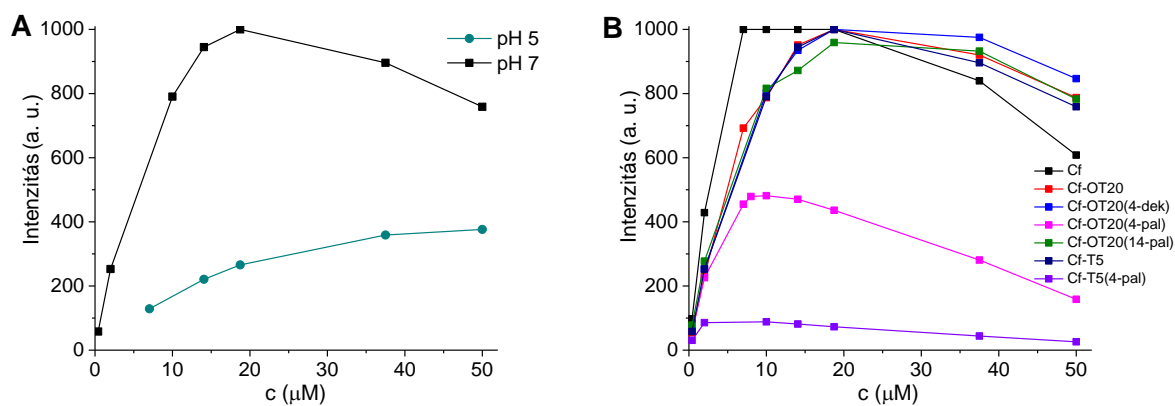 A
Intenzitás (a. u.)
1000
800
600
400
200
0
0 10 20 30 40 50
c (μM)
pH 5
pH 7
B
Intenzitás (a. u.)
1000
800
600
400
200
0
0 10 20 30 40 50
c (μM)
Cf
Cf-OT20
Cf-OT20(4-dek)
Cf-OT20(4-pal)
Cf-OT20(14-pal)
Cf-T5
Cf-T5(4-pal)